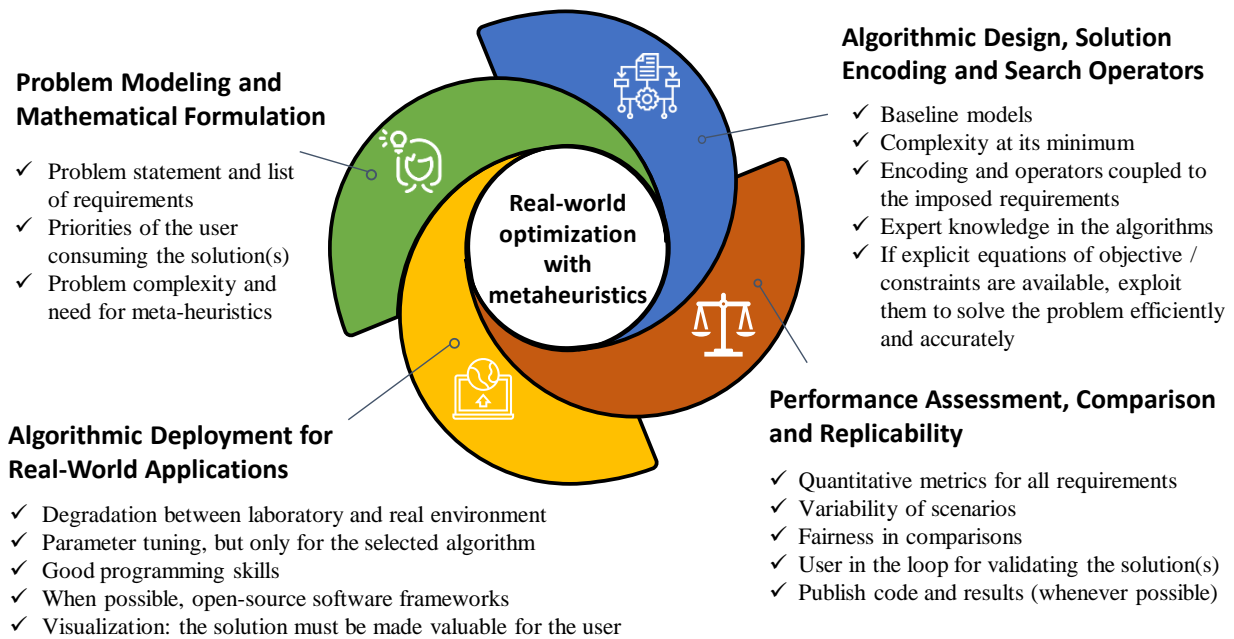 Problem Modeling and
Mathematical Formulation
✓ Problem statement and list
of requirements
✓ Priorities of the user
consuming the solution(s)
✓ Problem complexity and
need for meta-heuristics
Algorithmic Design, Solution
Encoding and Search Operators
✓ Baseline models
✓ Complexity at its minimum
✓ Encoding and operators coupled to
the imposed requirements
✓ Expert knowledge in the algorithms
✓ If explicit equations of objective /
constraints are available, exploit
them to solve the problem efficiently
and accurately
Real-world
optimization
with
metaheuristics
Performance Assessment, Comparison
and Replicability
✓ Quantitative metrics for all requirements
✓ Variability of scenarios
✓ Fairness in comparisons
✓ User in the loop for validating the solution(s)
✓ Publish code and results (whenever possible)
Algorithmic Deployment for
Real-World Applications
✓ Degradation between laboratory and real environment
✓ Parameter tuning, but only for the selected algorithm
✓ Good programming skills
✓ When possible, open-source software frameworks
✓ Visualization: the solution must be made valuable for the user